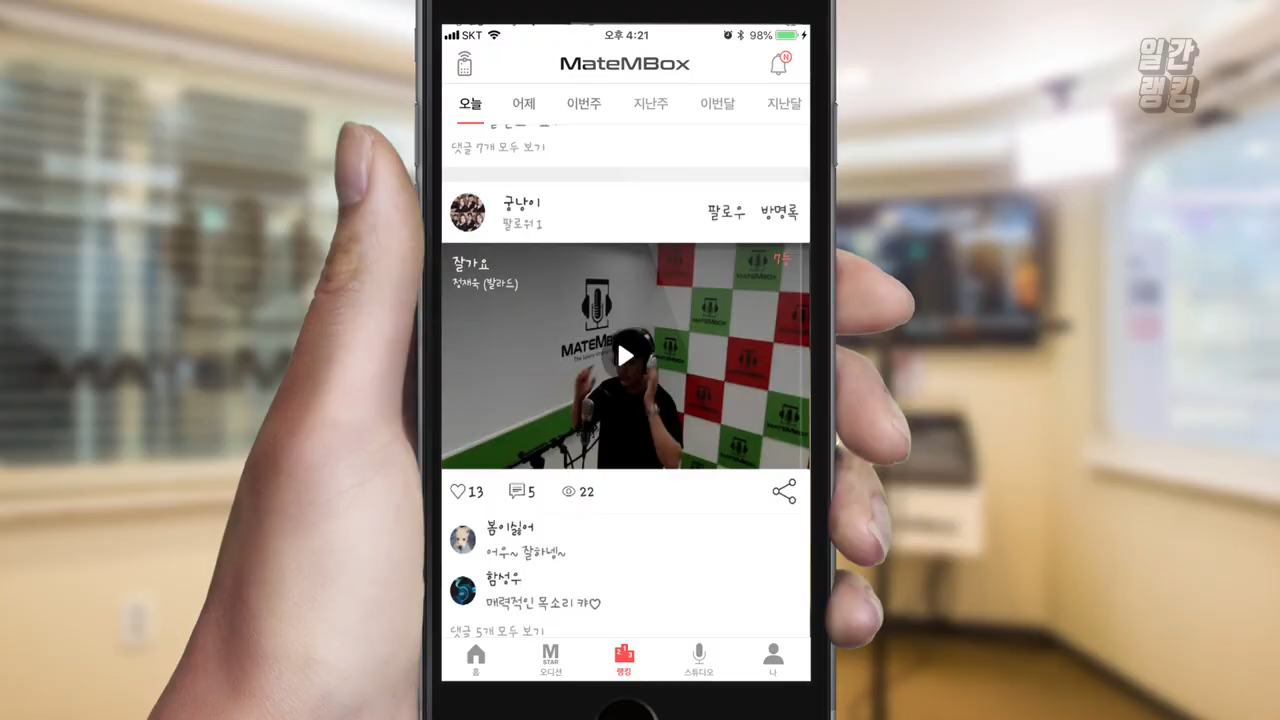 SKT 오후 4:21 98%
MateMBox
N
일간
랭킹
오늘 어제 이번주 지난주 이번달 지난달
댓글 7개 모두 보기
궁낭이
팔로워 1
팔로우 방명록
잘가요
정재욱 (발라드)
7등
MATEMBOX
13 5 22
봄이싫어
어우~ 잘하넹~
함성우
매력적인 목소리 캬♡
댓글 5개 모두 보기
홈
M
STAR
오디션
2 1 3
랭킹
스튜디오
나